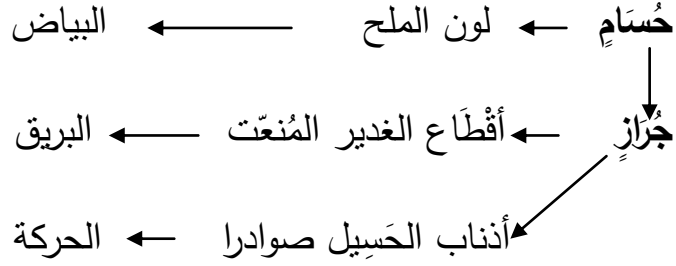 حُسَامٍ لون الملح البياض
جُرَازٍ أقْطَاع الغدير المُنعّت البريق
أذناب الحَسِيل صوادرا الحركة